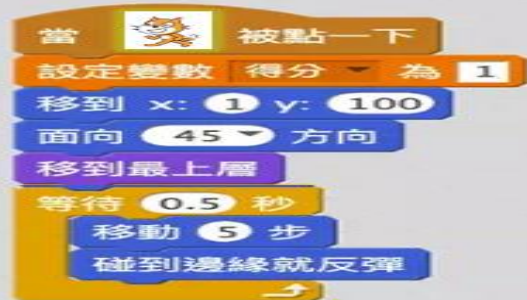 當 被點一下
設定變數 得分 為 1
移到 x: 1 y: 100
面向 45 方向
移到最上層
等待 0.5 秒
移動 5 步
碰到邊緣就反彈